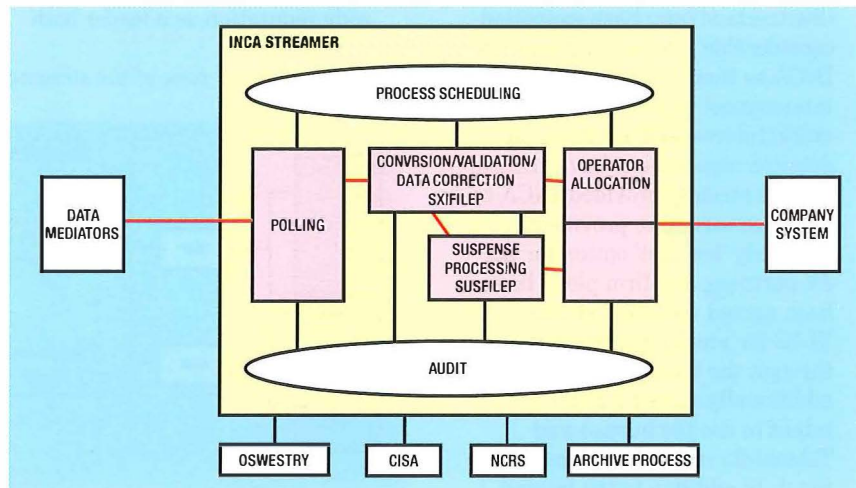 INCA STREAMER
PROCESS SCHEDULING
CONVRSION/VALIDATION/
DATA CORRECTION
SXIFILEP
OPERATOR
ALLOCATION
DATA
MEDIATORS
POLLING
COMPANY
SYSTEM
SUSPENSE
PROCESSING
SUSFILEP
AUDIT
OSWESTRY
CISA
NCRS
ARCHIVE PROCESS